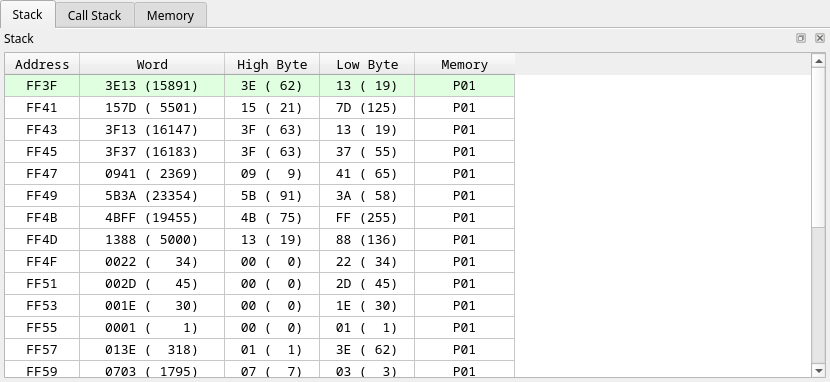 Stack Call Stack Memory
Stack
Address Word High Byte Low Byte Memory
FF3F 3E13 (15891) 3E ( 62) 13 ( 19) P01
FF41 157D ( 5501) 15 ( 21) 7D (125) P01
FF43 3F13 (16147) 3F ( 63) 13 ( 19) P01
FF45 3F37 (16183) 3F ( 63) 37 ( 55) P01
FF47 0941 ( 2369) 09 (  9) 41 ( 65) P01
FF49 5B3A (23354) 5B ( 91) 3A ( 58) P01
FF4B 4BFF (19455) 4B ( 75) FF (255) P01
FF4D 1388 ( 5000) 13 ( 19) 88 (136) P01
FF4F 0022 (   34) 00 (  0) 22 ( 34) P01
FF51 002D (   45) 00 (  0) 2D ( 45) P01
FF53 001E (   30) 00 (  0) 1E ( 30) P01
FF55 0001 (    1) 00 (  0) 01 (  1) P01
FF57 013E (  318) 01 (  1) 3E ( 62) P01
FF59 0703 ( 1795) 07 (  7) 03 (  3) P01